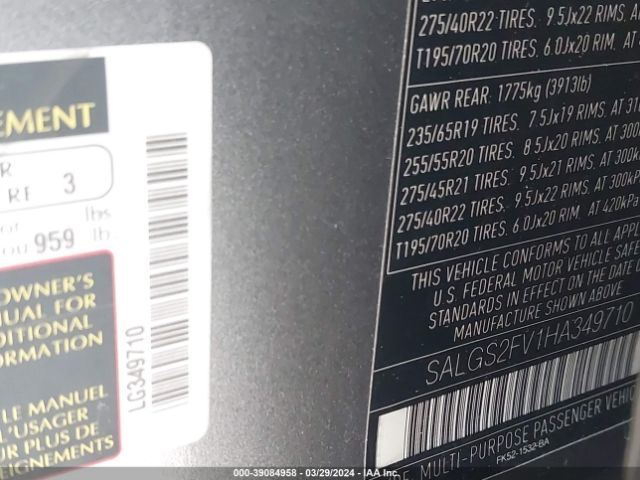 EMENT
R
RE 3
lbs
959 lb
OWNER'S
NUAL FOR
DITIONAL
ORMATION
LE MANUEL
L'USAGER
UR PLUS DE
EIGNEMENTS
LG349710
275/40R22 TIRES. 9 5Jx22 RIMS. AT
T195/70R20 TIRES. 6 0Jx20 RIM. AT
GAWR REAR. 1775kg (3913lb)
235/65R19 TIRES. 7 5Jx19 RIMS. AT
255/55R20 TIRES. 8 5Jx20 RIMS. AT 300
275/45R21 TIRES. 9 5Jx21 RIMS. AT 300k
275/40R22 TIRES. 9 5Jx22 RIMS. AT 300kP
T195/70R20 TIRES. 6 0Jx20 RIM. AT 420kPa
THIS VEHICLE CONFORMS TO ALL APPL
U.S. FEDERAL MOTOR VEHICLE SAFE
STANDARDS IN EFFECT ON THE DATE
MANUFACTURE SHOWN ABOVE
SALGS2FV1HA349710
MULTI-PURPOSE PASSENGER VEHIC
FK52-1532-BA
000-39084958 - 03/29/2024 - IAA Inc.